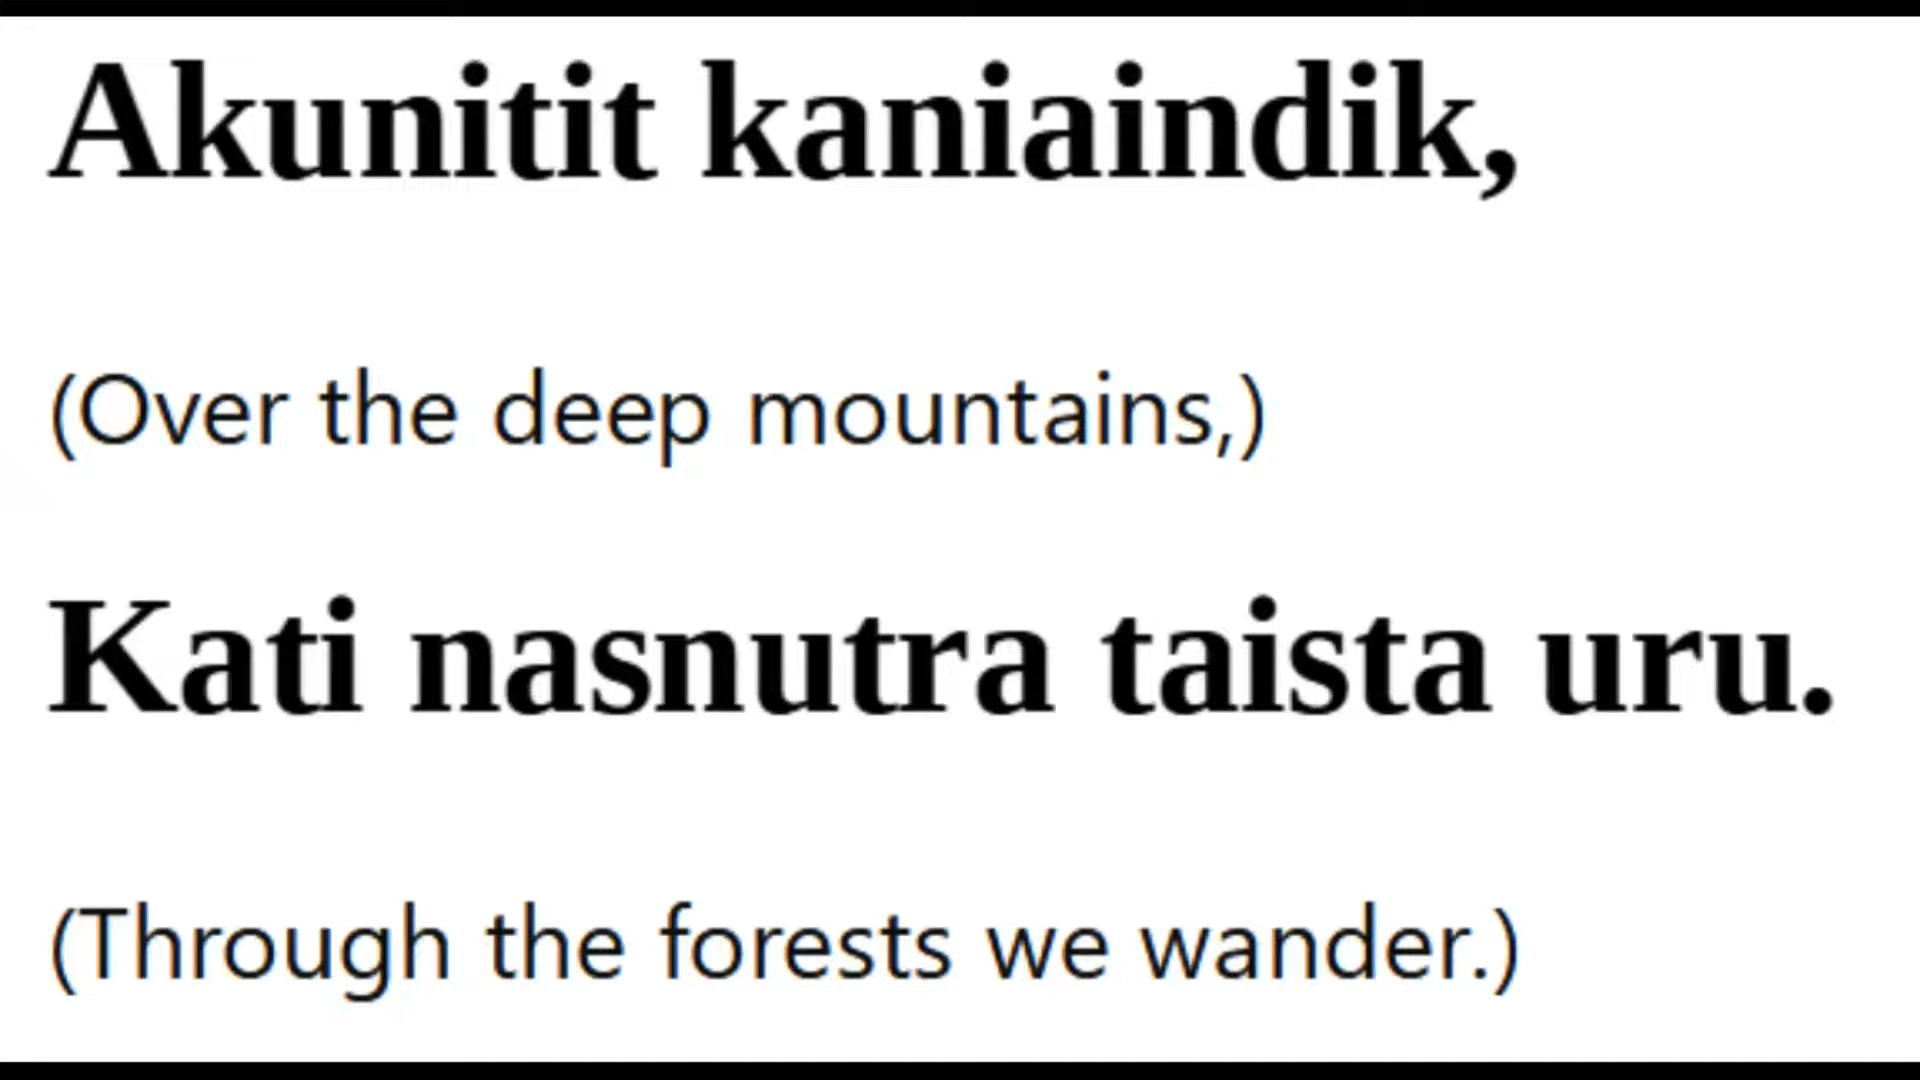 Akunitit kaniaindik,
(Over the deep mountains,)
Kati nasnutra taista uru.
(Through the forests we wander.)